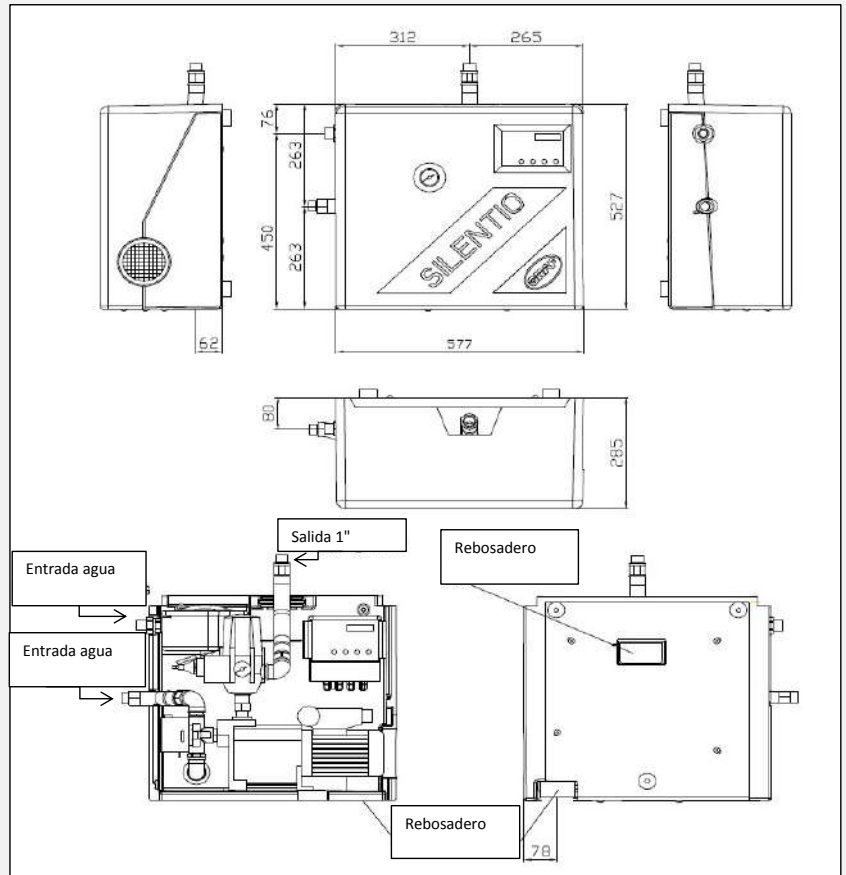 312
265
76
263
450
263
527
SILENTIO
62
577
80
285
Salida 1"
Rebosadero
Entrada agua
Entrada agua
Rebosadero
78